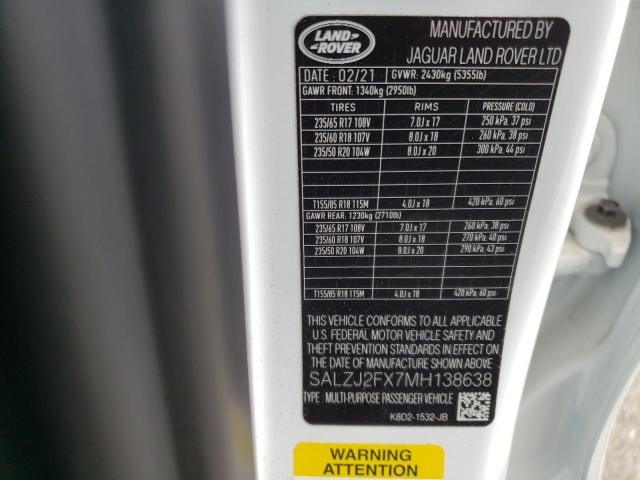 LAND ROVER
MANUFACTURED BY
JAGUAR LAND ROVER LTD
DATE : 02/21 GVWR: 2430kg (5355lb)
GAWR FRONT: 1340kg (2950lb)
TIRES RIMS PRESSURE (COLD)
235/65 R17 108V 7.0J x 17 250 kPa, 37 psi
235/60 R18 107V 8.0J x 18 260 kPa, 38 psi
235/50 R20 104W 8.0J x 20 300 kPa, 44 psi
T155/85 R18 115M 4.0J x 18 420 kPa, 60 psi
GAWR REAR: 1230kg (2710lb)
235/65 R17 108V 7.0J x 17 260 kPa, 38 psi
235/60 R18 107V 8.0J x 18 270 kPa, 40 psi
235/50 R20 104W 8.0J x 20 290 kPa, 43 psi
T155/85 R18 115M 4.0J x 18 420 kPa, 60 psi
THIS VEHICLE CONFORMS TO ALL APPLICABLE
U.S. FEDERAL MOTOR VEHICLE SAFETY AND
THEFT PREVENTION STANDARDS IN EFFECT ON
THE DATE OF MANUFACTURE SHOWN ABOVE.
SALZJ2FX7MH138638
TYPE : MULTI-PURPOSE PASSENGER VEHICLE
K8D2-1532-JB
WARNING
ATTENTION